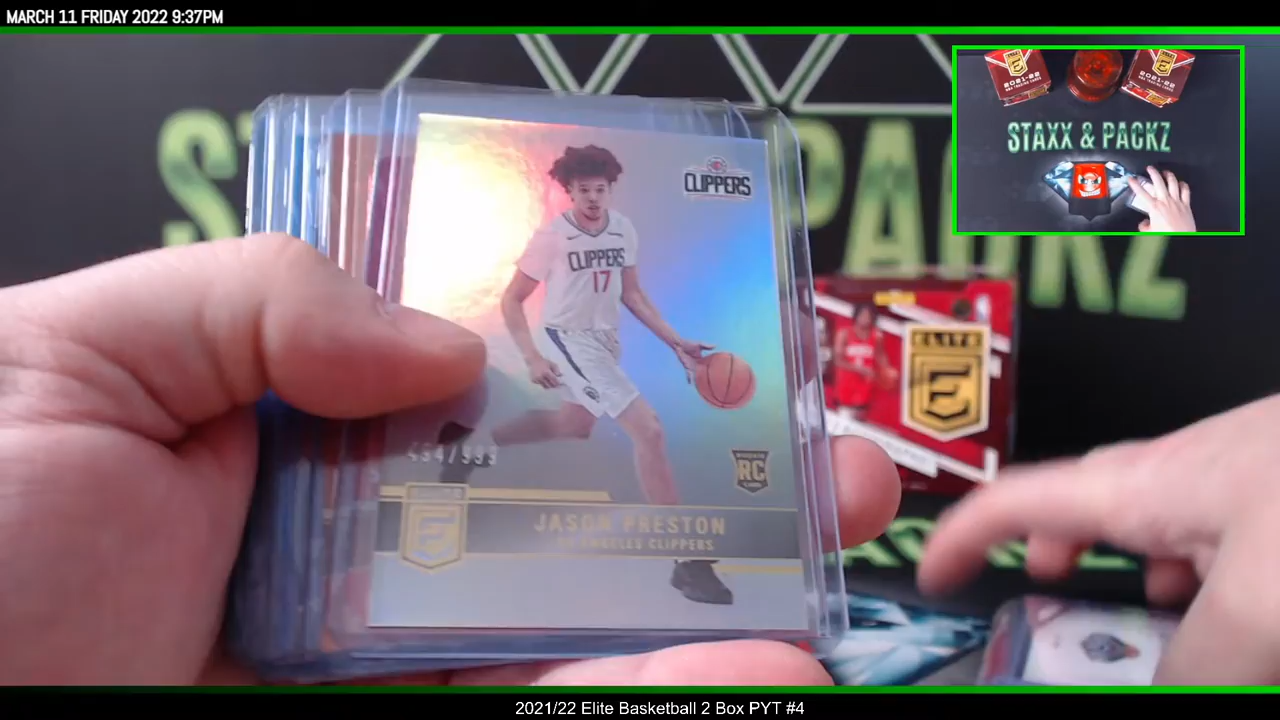 MARCH 11 FRIDAY 2022 9:37PM
STAXX & PACKZ
CLIPPERS
CLIPPERS
17
ELITE
E
RC
JASON PRESTON
LOS ANGELES CLIPPERS
2021/22 Elite Basketball 2 Box PYT #4